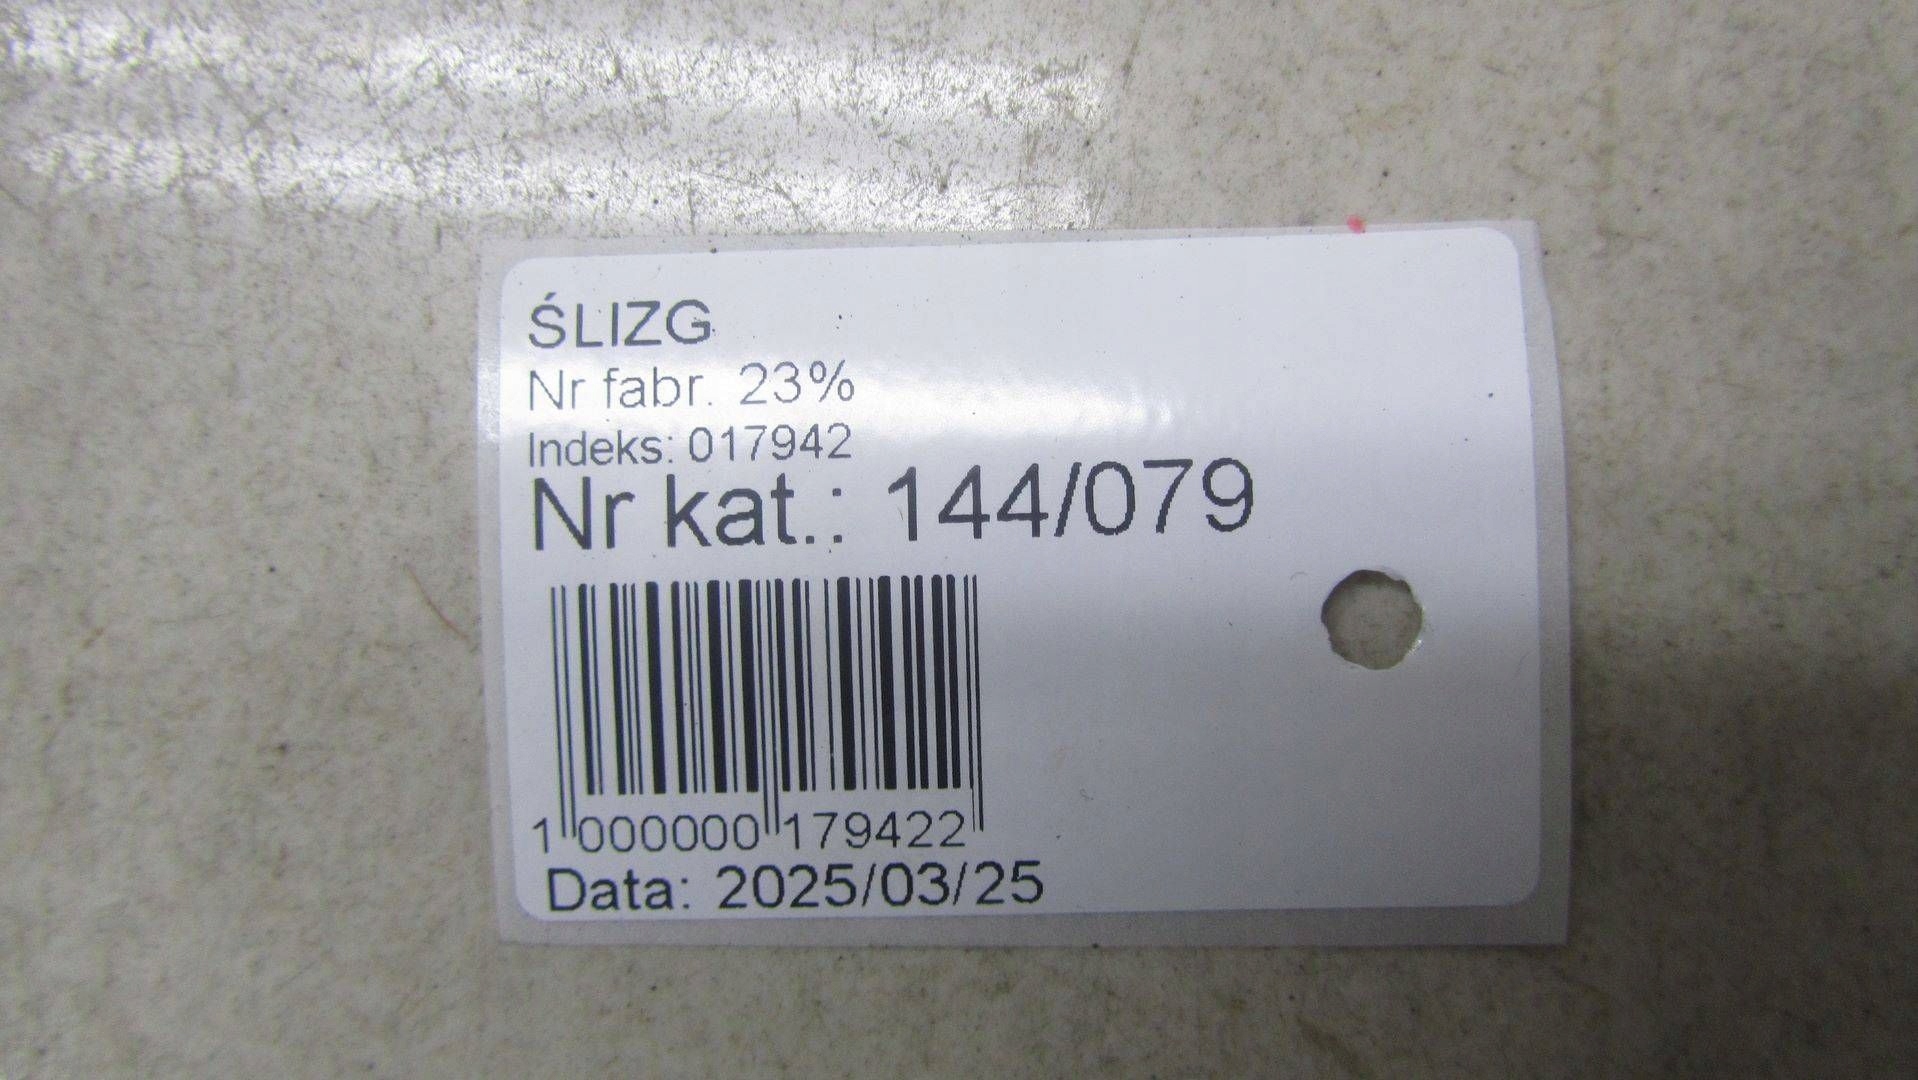 ŚLIZG
Nr fabr. 23%
Indeks: 017942
Nr kat.: 144/079
1 000000 179422
Data: 2025/03/25